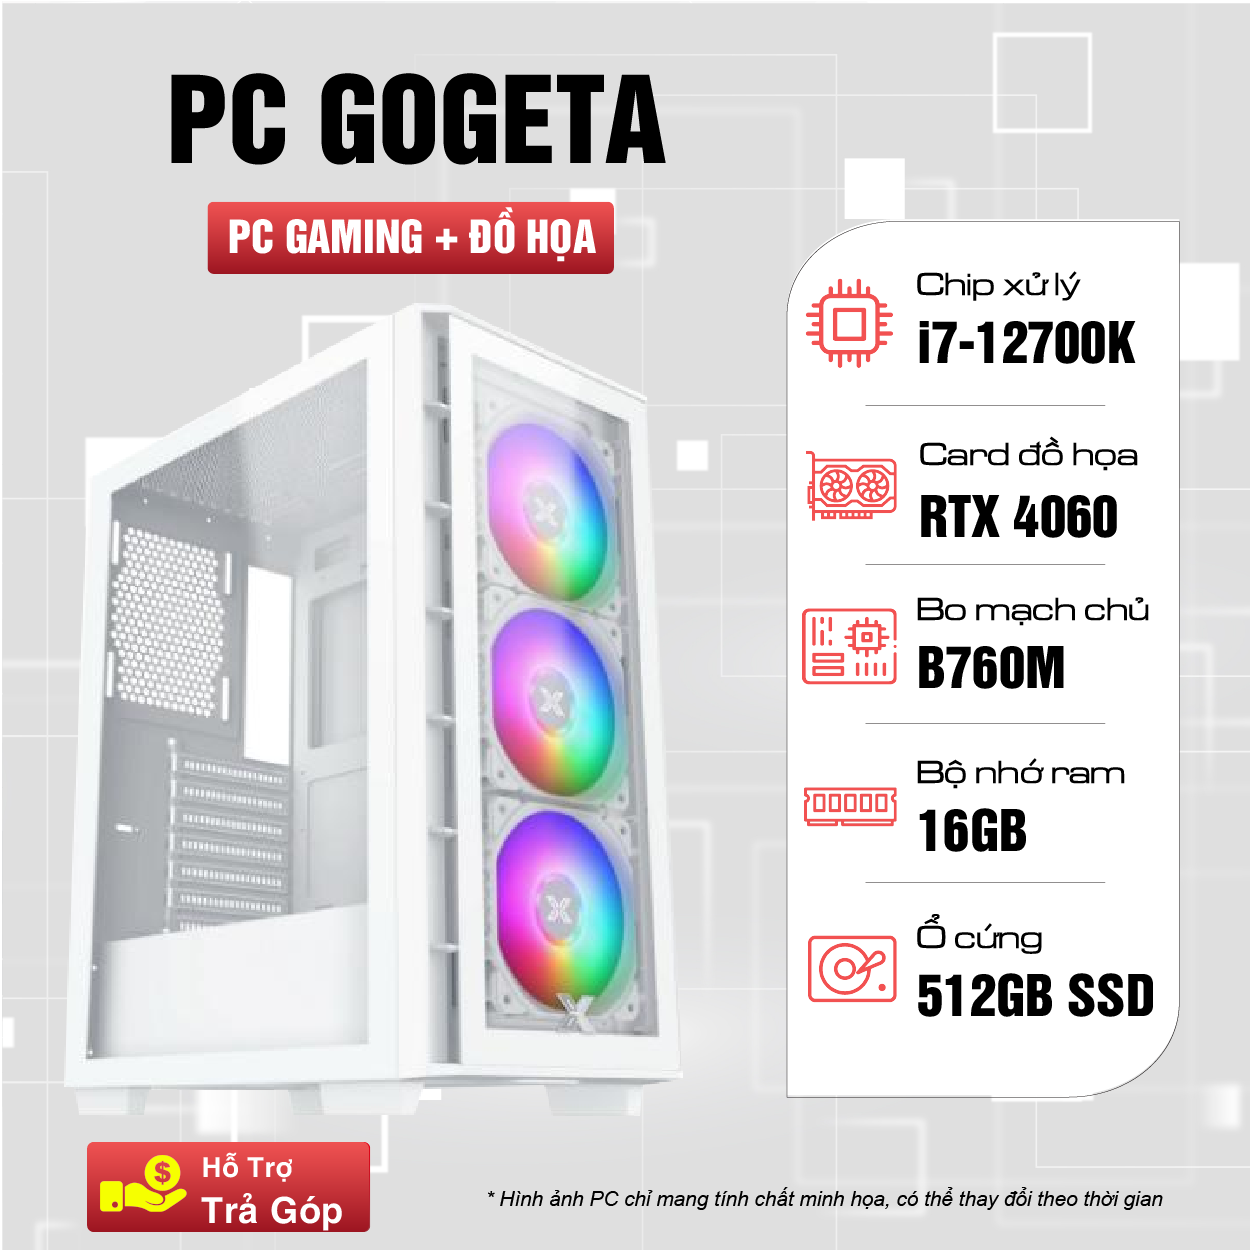 PC GOGETA
PC GAMING + ĐỒ HỌA
Chip xử lý
i7-12700K
Card đồ họa
RTX 4060
Bo mạch chủ
B760M
Bộ nhớ ram
16GB
Ổ cứng
512GB SSD
$
Hỗ Trợ
Trả Góp
* Hình ảnh PC chỉ mang tính chất minh họa, có thể thay đổi theo thời gian